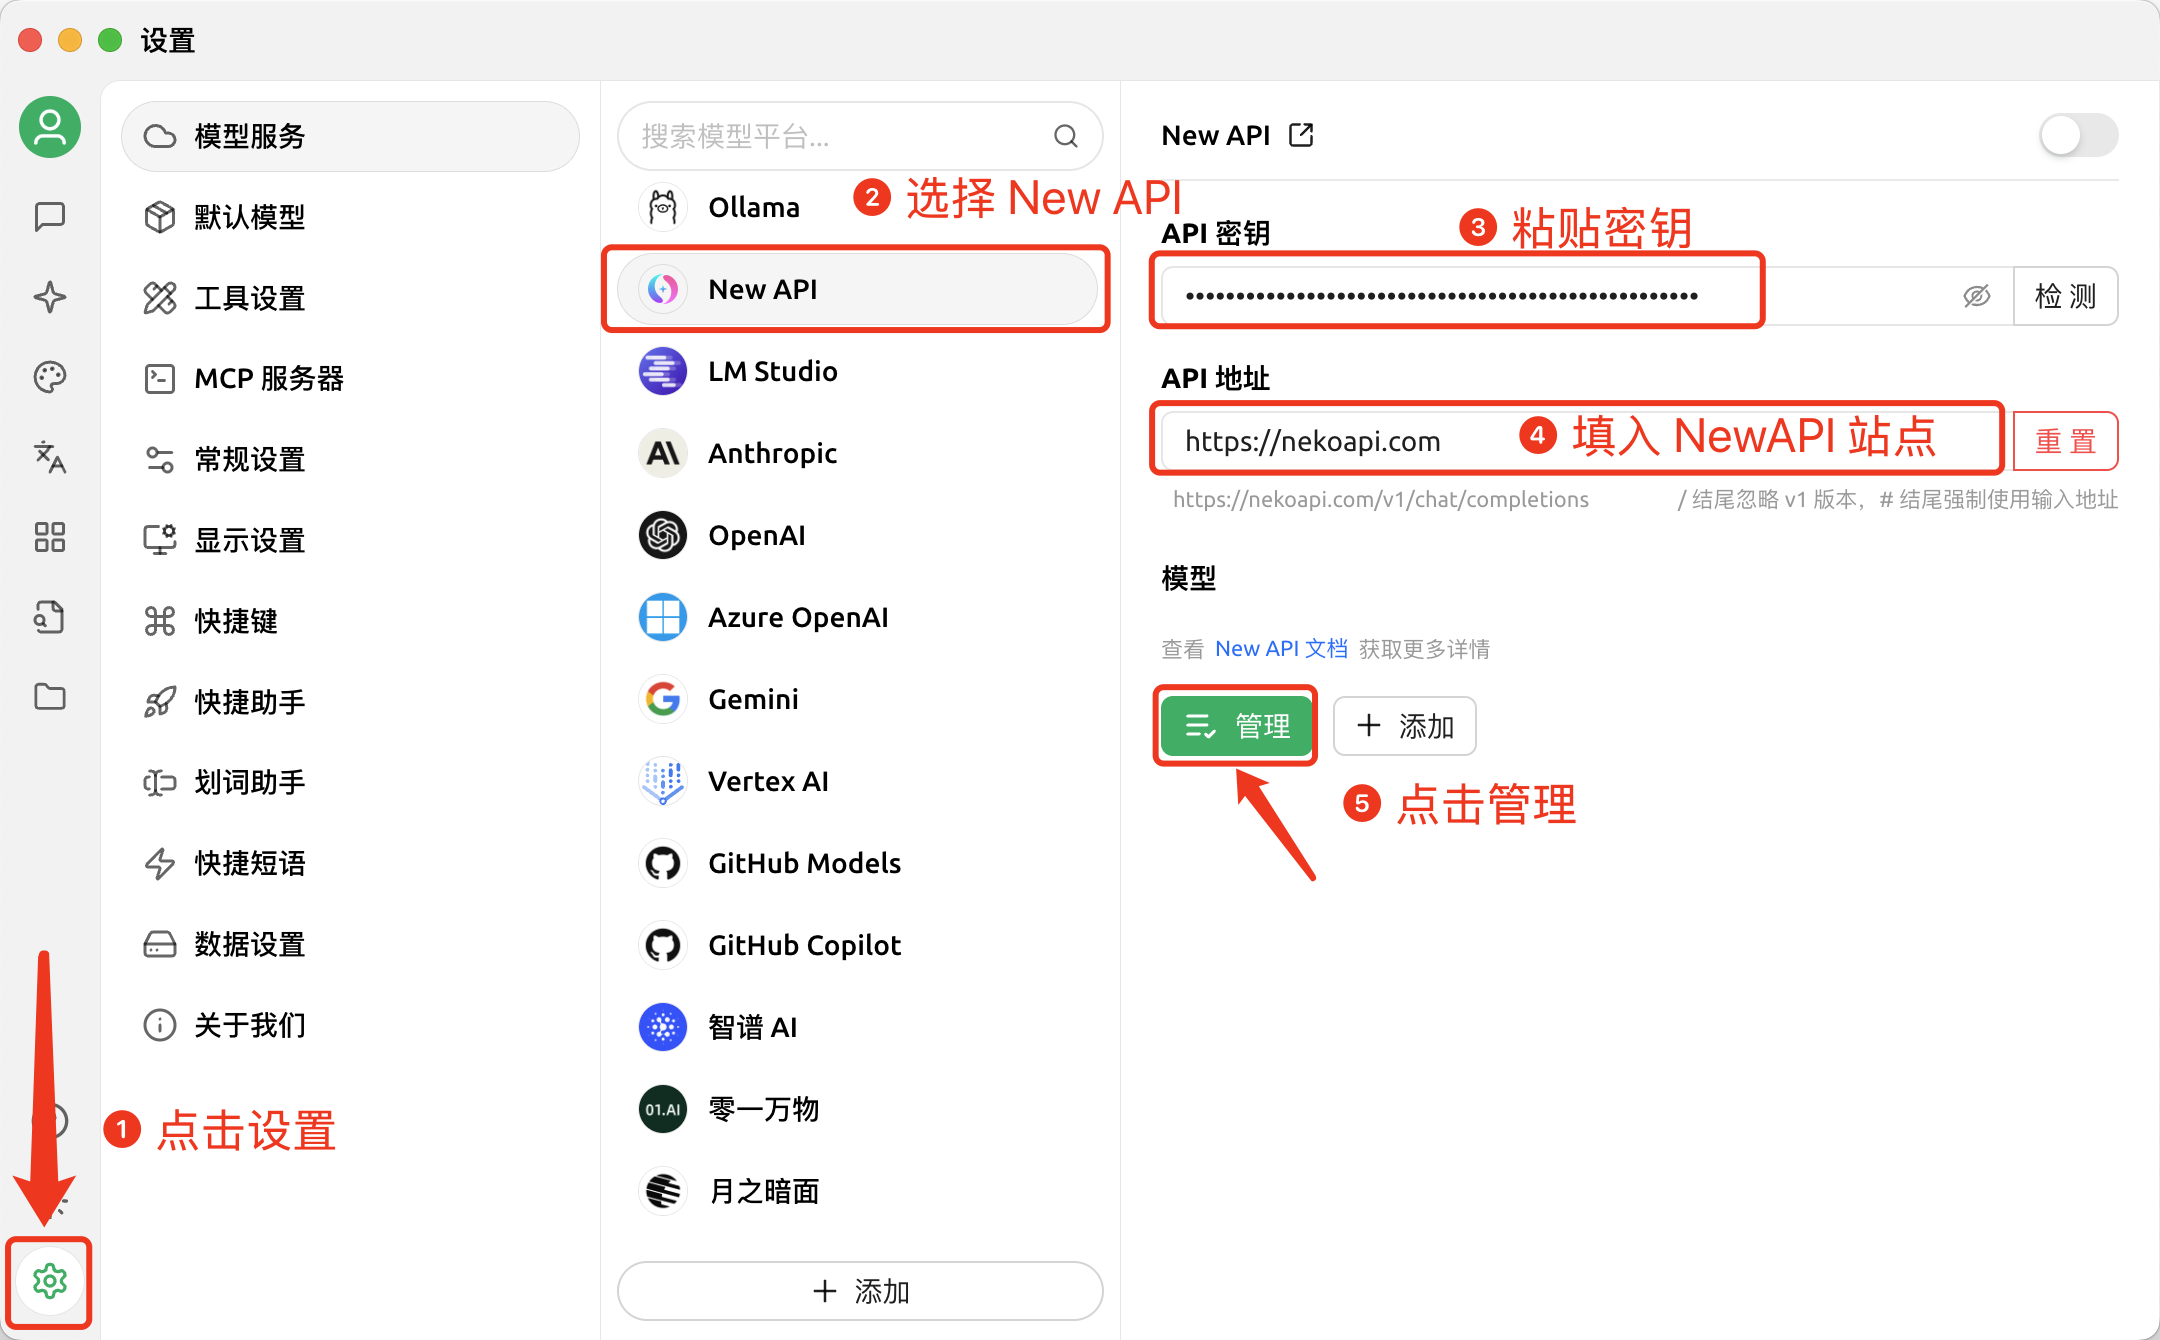 设置
模型服务
默认模型
工具设置
MCP 服务器
常规设置
显示设置
快捷键
快捷助手
划词助手
快捷短语
数据设置
关于我们
1 点击设置
搜索模型平台...
2 选择 New API
Ollama
New API
LM Studio
Anthropic
OpenAI
Azure OpenAI
Gemini
Vertex AI
GitHub Models
GitHub Copilot
智谱 AI
01.AI 零一万物
月之暗面
添加
New API
API 密钥
3 粘贴密钥
••••••••••••••••••••••••••••••••••••••••••••••••••• 检 测
API 地址
https://nekoapi.com
4 填入 NewAPI 站点
重 置
https://nekoapi.com/v1/chat/completions
/ 结尾忽略 v1 版本，# 结尾强制使用输入地址
模型
查看 New API 文档 获取更多详情
管理
添加
5 点击管理